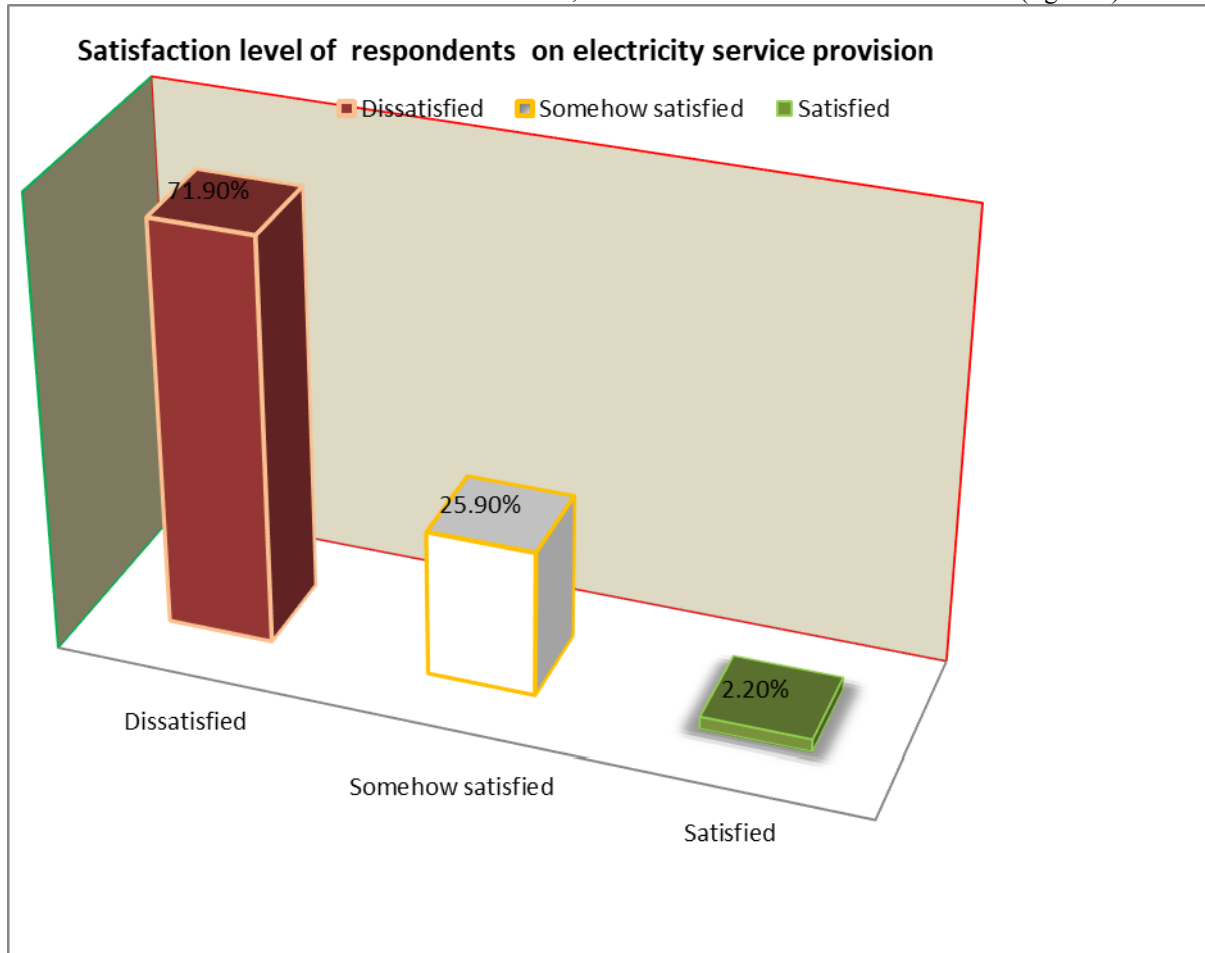 Satisfaction level of respondents on electricity service provision
Dissatisfied Somehow satisfied Satisfied
71.90%
25.90%
2.20%
Dissatisfied
Somehow satisfied
Satisfied